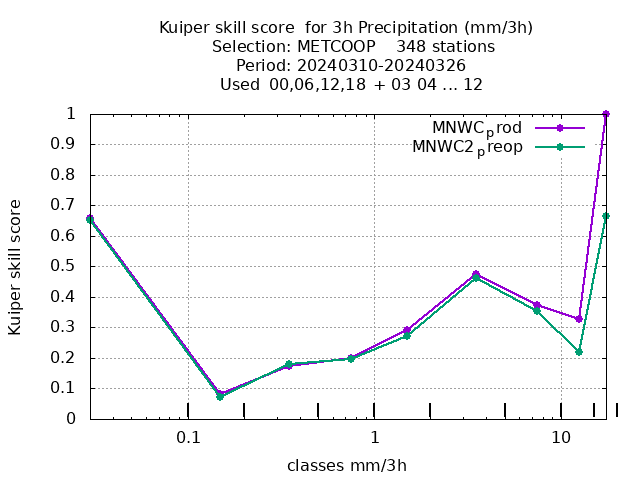 Kuiper skill score  for 3h Precipitation (mm/3h)
Selection: METCOOP    348 stations
Period: 20240310-20240326
Used  00,06,12,18  + 03 04 ... 12
MNWCprod
MNWC2preop
1
0.9
0.8
0.7
0.6
0.5
0.4
0.3
0.2
0.1
0
Kuiper skill score
0.1 1 10
classes mm/3h